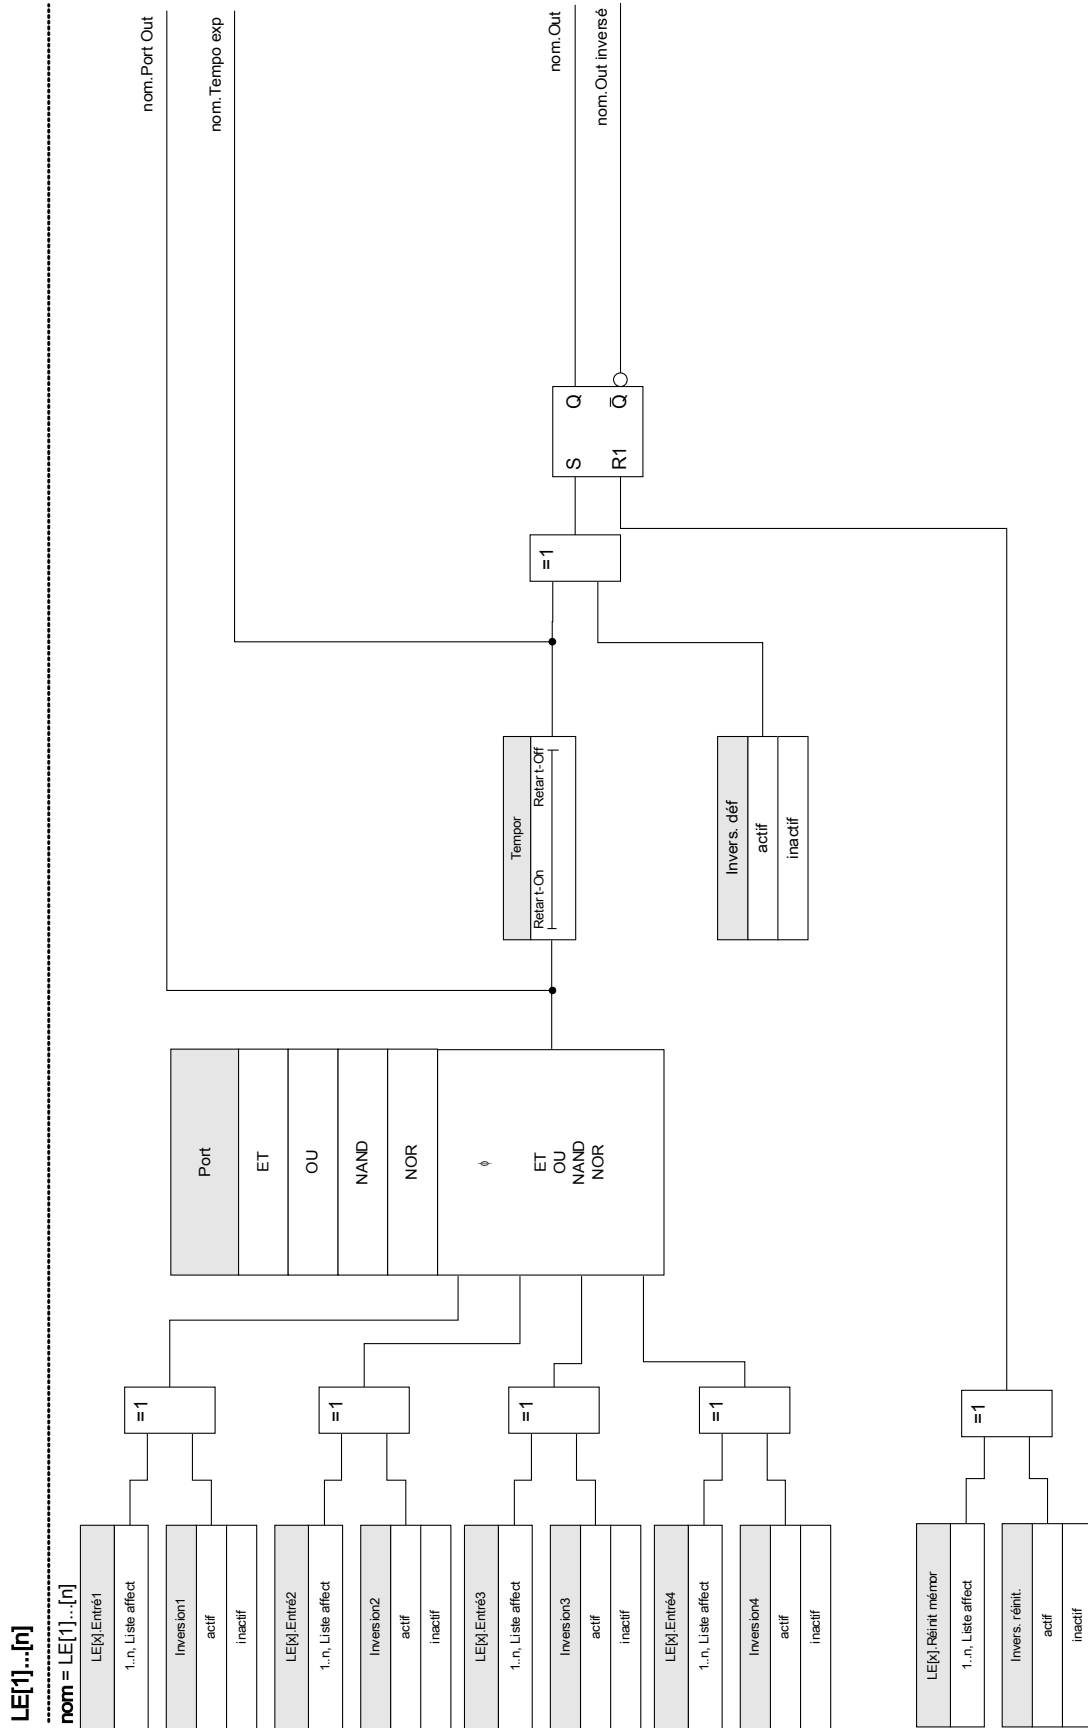 LE[1]...[n]
nom = LE[1]...[n]
LE[x].Entré1
1..n, Liste affect
Inversion1
actif
inactif
=1
LE[x].Entré2
1..n, Liste affect
Inversion2
actif
inactif
=1
LE[x].Entré3
1..n, Liste affect
Inversion3
actif
inactif
=1
LE[x].Entré4
1..n, Liste affect
Inversion4
actif
inactif
=1
LE[x].Réinit mémor
1..n, Liste affect
Invers. réinit.
actif
inactif
=1
Port
ET
OU
NAND
NOR
ϕ
ET
OU
NAND
NOR
Tempor
Retart-On Retart-Off
Invers. déf
actif
inactif
=1
S Q
R1 Q̅
nom.Port Out
nom.Tempo exp
nom.Out
nom.Out inversé